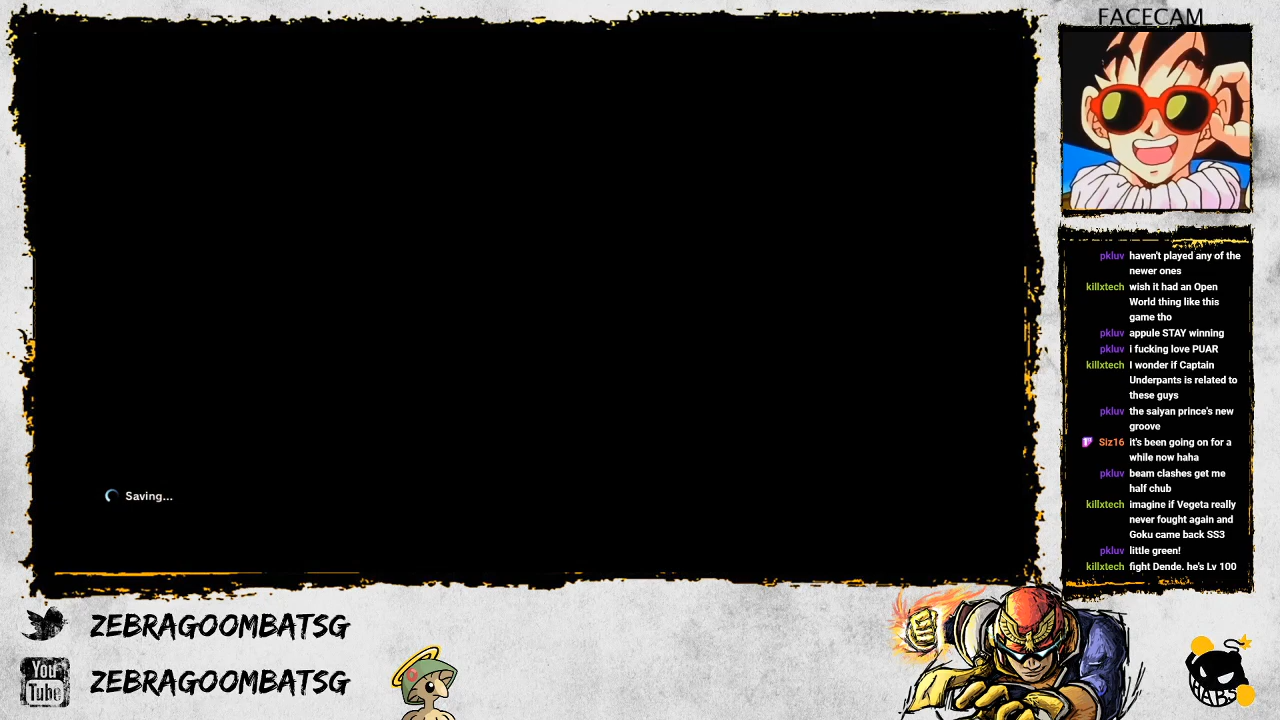 FACECAM
pkluv haven't played any of the
newer ones
killxtech wish it had an Open
World thing like this
game tho
pkluv appule STAY winning
pkluv i fucking love PUAR
killxtech I wonder if Captain
Underpants is related to
these guys
pkluv the saiyan prince's new
groove
Siz16 it's been going on for a
while now haha
pkluv beam clashes get me
half chub
killxtech imagine if Vegeta really
never fought again and
Goku came back SS3
pkluv little green!
killxtech fight Dende. he's Lv 100
Saving...
ZEBRAGOOMBATSG
You
Tube
ZEBRAGOOMBATSG
HABS